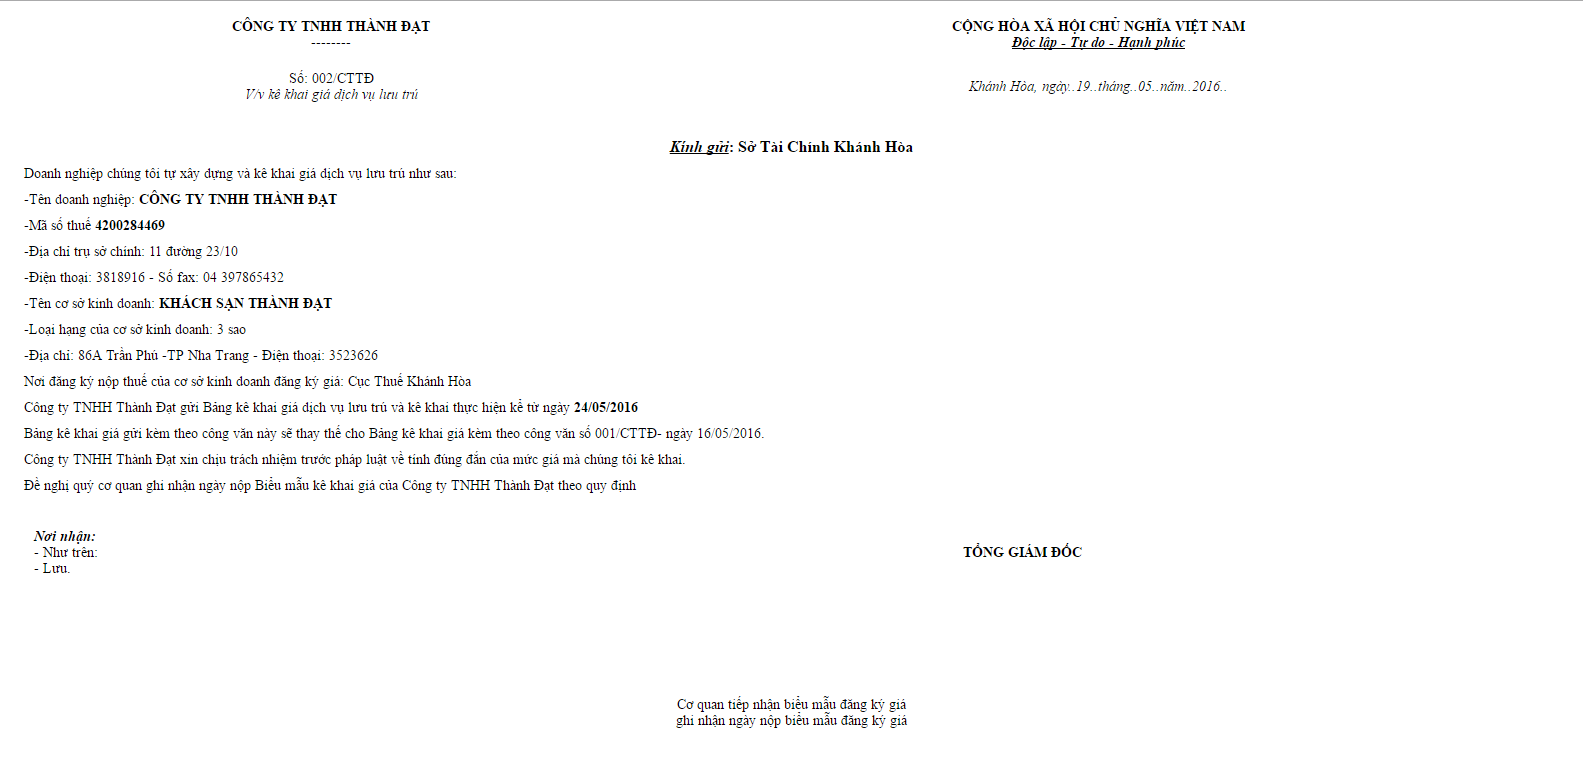 CÔNG TY TNHH THÀNH ĐẠT
--------
Số: 002/CTTĐ
V/v kê khai giá dịch vụ lưu trú
CỘNG HÒA XÃ HỘI CHỦ NGHĨA VIỆT NAM
Độc lập - Tự do - Hạnh phúc
Khánh Hòa, ngày..19..tháng..05..năm..2016..
Kính gửi: Sở Tài Chính Khánh Hòa
Doanh nghiệp chúng tôi tự xây dựng và kê khai giá dịch vụ lưu trú như sau:
-Tên doanh nghiệp: CÔNG TY TNHH THÀNH ĐẠT
-Mã số thuế 4200284469
-Địa chỉ trụ sở chính: 11 đường 23/10
-Điện thoại: 3818916 - Số fax: 04 397865432
-Tên cơ sở kinh doanh: KHÁCH SẠN THÀNH ĐẠT
-Loại hạng của cơ sở kinh doanh: 3 sao
-Địa chỉ: 86A Trần Phú -TP Nha Trang - Điện thoại: 3523626
Nơi đăng ký nộp thuế của cơ sở kinh doanh đăng ký giá: Cục Thuế Khánh Hòa
Công ty TNHH Thành Đạt gửi Bảng kê khai giá dịch vụ lưu trú và kê khai thực hiện kể từ ngày 24/05/2016
Bảng kê khai giá gửi kèm theo công văn này sẽ thay thế cho Bảng kê khai giá kèm theo công văn số 001/CTTĐ- ngày 16/05/2016.
Công ty TNHH Thành Đạt xin chịu trách nhiệm trước pháp luật về tính đúng đắn của mức giá mà chúng tôi kê khai.
Đề nghị quý cơ quan ghi nhận ngày nộp Biểu mẫu kê khai giá của Công ty TNHH Thành Đạt theo quy định
Nơi nhận:
- Như trên:
- Lưu.
TỔNG GIÁM ĐỐC
Cơ quan tiếp nhận biểu mẫu đăng ký giá
ghi nhận ngày nộp biểu mẫu đăng ký giá